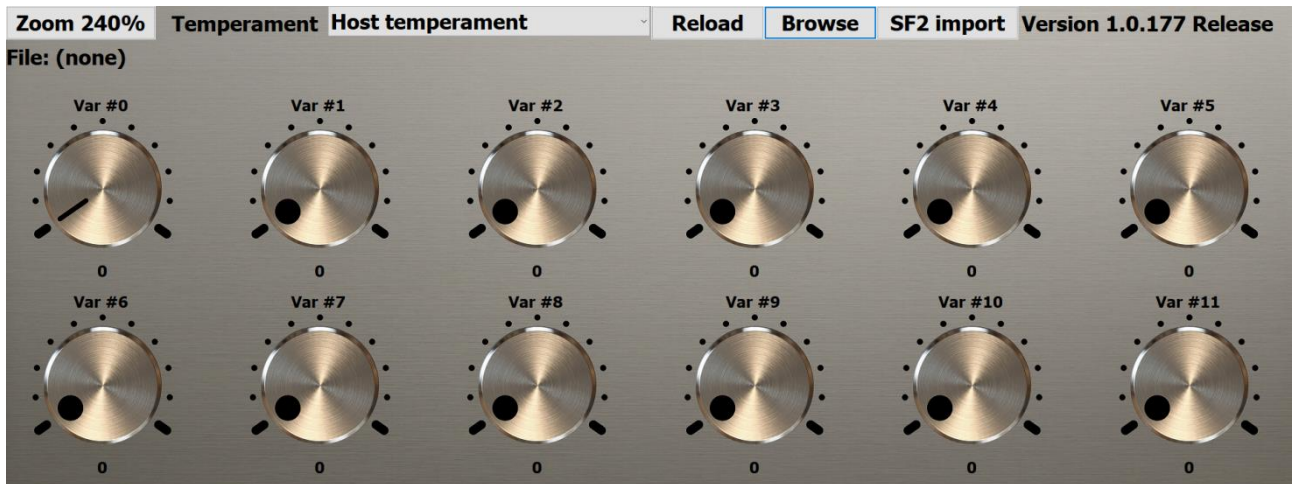 Zoom 240% Temperament Host temperament Reload Browse SF2 import Version 1.0.177 Release
File: (none)
Var #0 Var #1 Var #2 Var #3 Var #4 Var #5
0 0 0 0 0 0
Var #6 Var #7 Var #8 Var #9 Var #10 Var #11
0 0 0 0 0 0